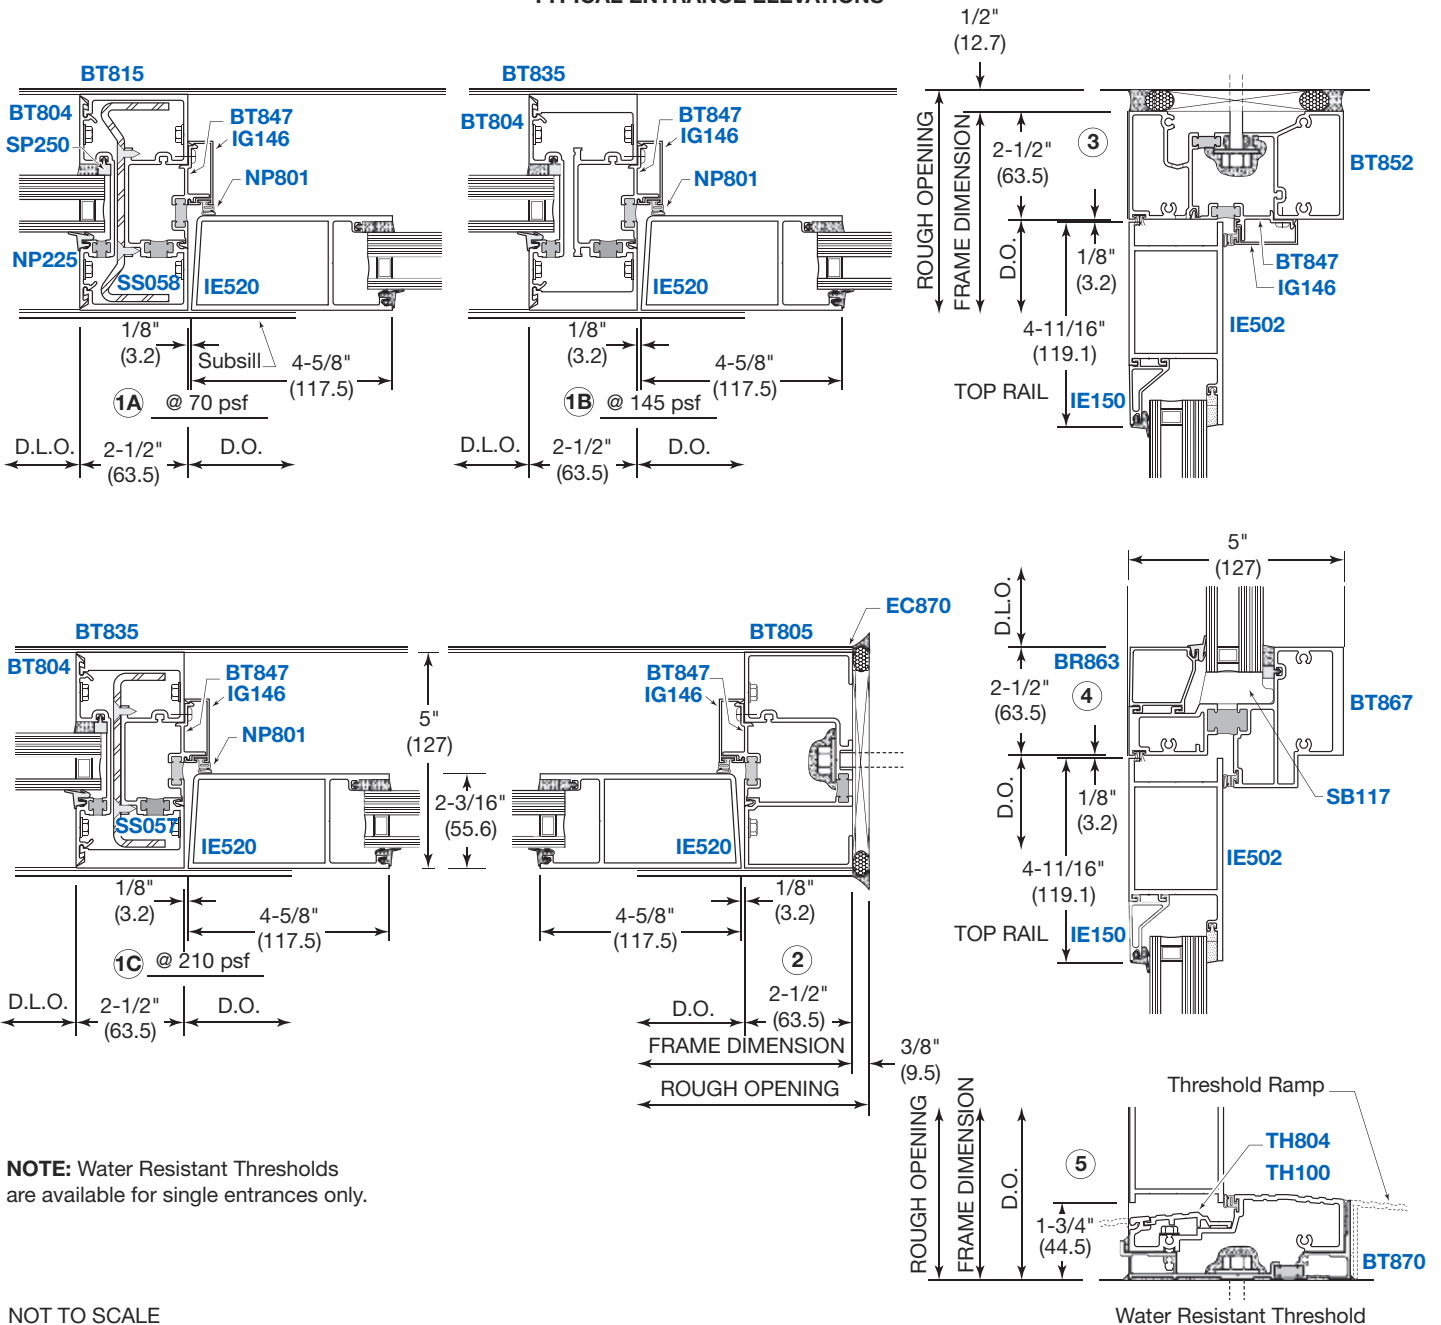 TYPICAL ENTRANCE ELEVATIONS
BT815
BT804
SP250
NP225
SS058
BT847
IG146
NP801
IE520
1/8"
(3.2)
Subsill
4-5/8"
(117.5)
1A @ 70 psf
D.L.O.
2-1/2"
(63.5)
D.O.
BT835
BT804
BT847
IG146
NP801
IE520
1/8"
(3.2)
4-5/8"
(117.5)
1B @ 145 psf
D.L.O.
2-1/2"
(63.5)
D.O.
1/2"
(12.7)
ROUGH OPENING
FRAME DIMENSION
2-1/2"
(63.5)
3
D.O.
1/8"
(3.2)
4-11/16"
(119.1)
TOP RAIL
BT852
BT847
IG146
IE502
IE150
BT835
BT804
BT847
IG146
NP801
SS057
IE520
1/8"
(3.2)
4-5/8"
(117.5)
1C @ 210 psf
D.L.O.
2-1/2"
(63.5)
D.O.
5"
(127)
2-3/16"
(55.6)
EC870
BT805
BT847
IG146
IE520
4-5/8"
(117.5)
1/8"
(3.2)
2
D.O.
2-1/2"
(63.5)
FRAME DIMENSION
ROUGH OPENING
3/8"
(9.5)
5"
(127)
D.L.O.
BR863
2-1/2"
(63.5)
4
BT867
D.O.
1/8"
(3.2)
SB117
4-11/16"
(119.1)
IE502
TOP RAIL
IE150
ROUGH OPENING
FRAME DIMENSION
D.O.
5
Threshold Ramp
TH804
TH100
1-3/4"
(44.5)
BT870
Water Resistant Threshold
NOTE: Water Resistant Thresholds
are available for single entrances only.
NOT TO SCALE